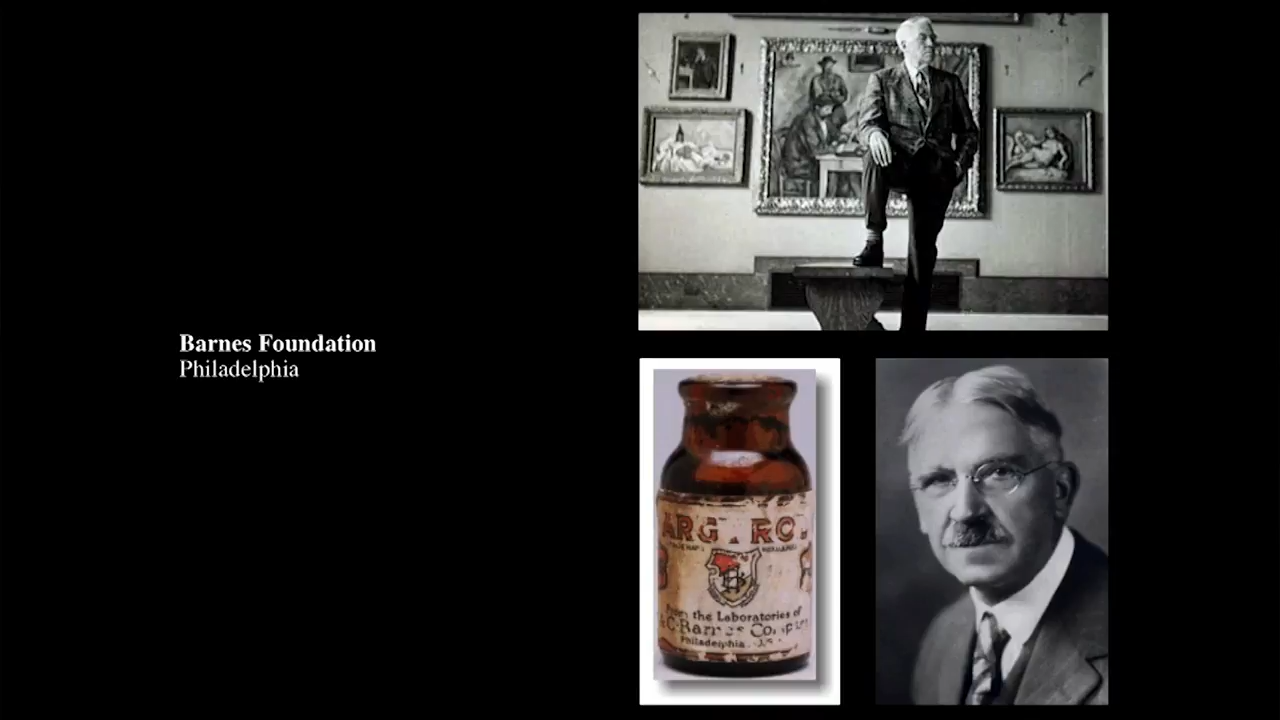 Barnes Foundation
Philadelphia
From the Laboratories of
Philadelphia